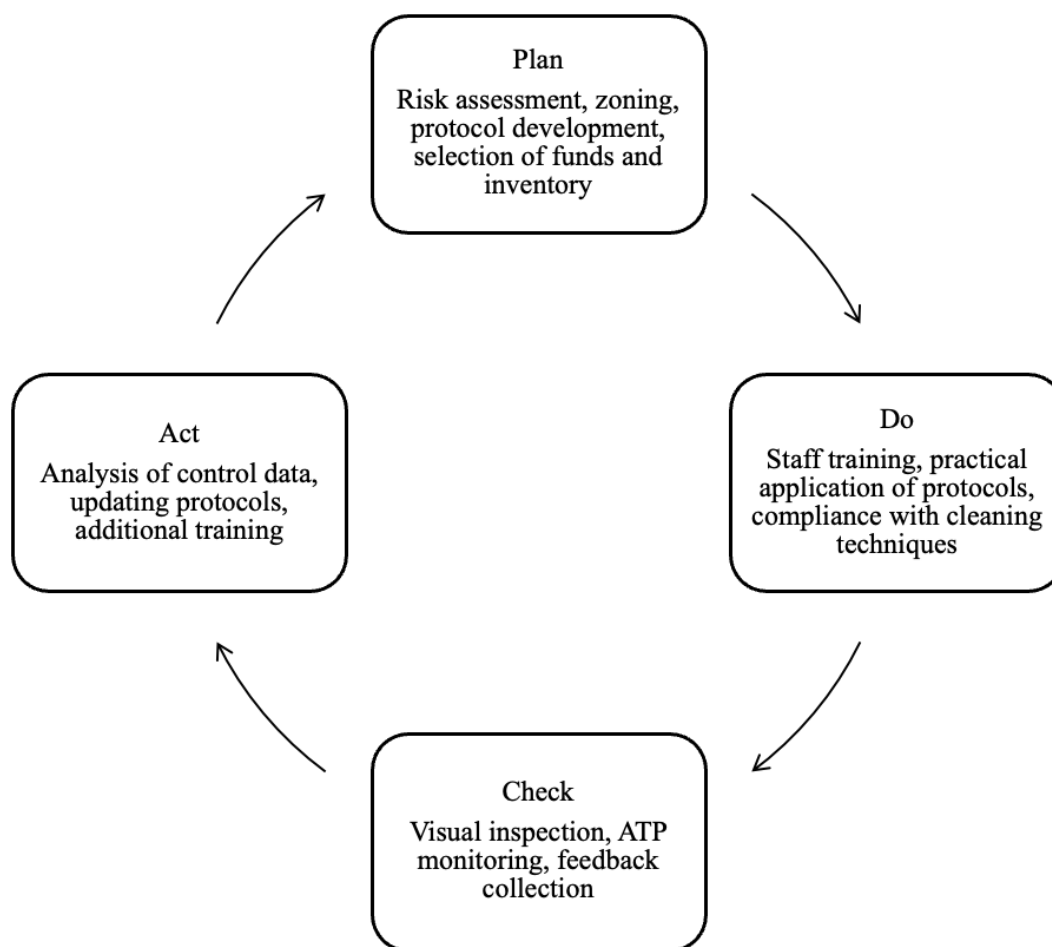 Plan
Risk assessment, zoning,
protocol development,
selection of funds and
inventory
Do
Staff training, practical
application of protocols,
compliance with cleaning
techniques
Check
Visual inspection, ATP
monitoring, feedback
collection
Act
Analysis of control data,
updating protocols,
additional training